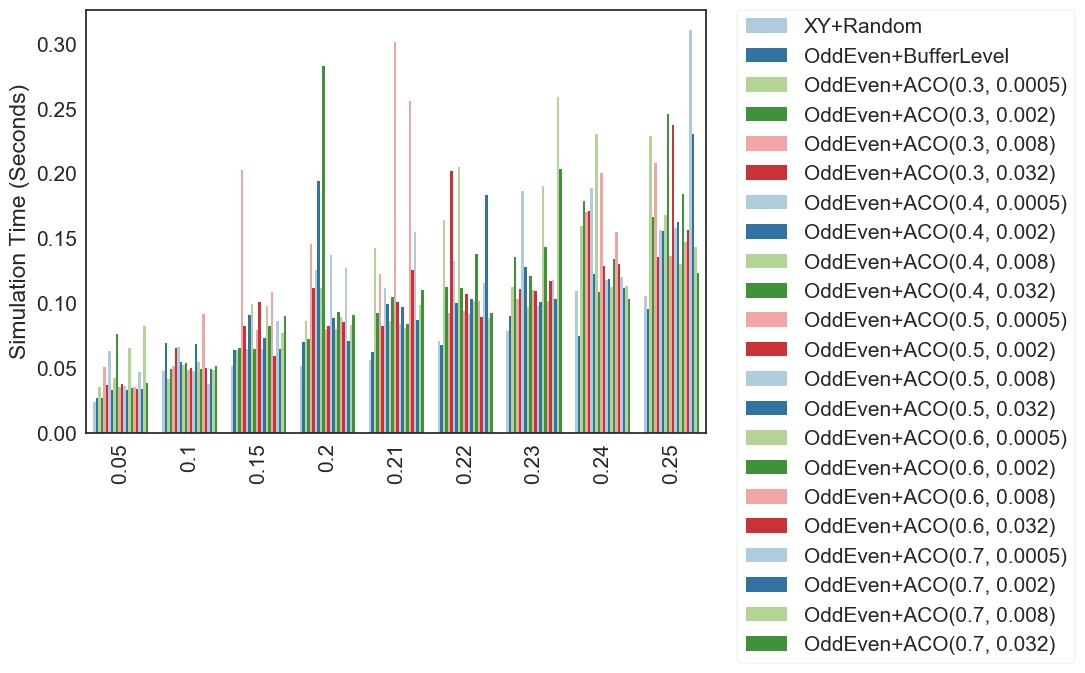 Simulation Time (Seconds)
0.30
0.25
0.20
0.15
0.10
0.05
0.00
0.05
0.1
0.15
0.2
0.21
0.22
0.23
0.24
0.25
XY+Random
OddEven+BufferLevel
OddEven+ACO(0.3, 0.0005)
OddEven+ACO(0.3, 0.002)
OddEven+ACO(0.3, 0.008)
OddEven+ACO(0.3, 0.032)
OddEven+ACO(0.4, 0.0005)
OddEven+ACO(0.4, 0.002)
OddEven+ACO(0.4, 0.008)
OddEven+ACO(0.4, 0.032)
OddEven+ACO(0.5, 0.0005)
OddEven+ACO(0.5, 0.002)
OddEven+ACO(0.5, 0.008)
OddEven+ACO(0.5, 0.032)
OddEven+ACO(0.6, 0.0005)
OddEven+ACO(0.6, 0.002)
OddEven+ACO(0.6, 0.008)
OddEven+ACO(0.6, 0.032)
OddEven+ACO(0.7, 0.0005)
OddEven+ACO(0.7, 0.002)
OddEven+ACO(0.7, 0.008)
OddEven+ACO(0.7, 0.032)